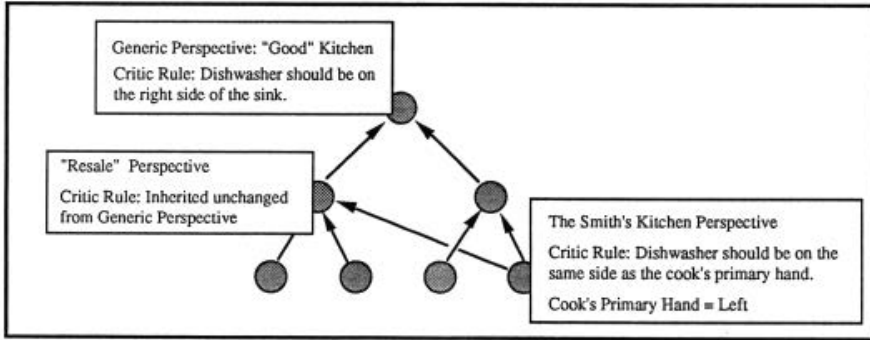 Generic Perspective: "Good" Kitchen
Critic Rule: Dishwasher should be on
the right side of the sink.
"Resale" Perspective
Critic Rule: Inherited unchanged
from Generic Perspective
The Smith's Kitchen Perspective
Critic Rule: Dishwasher should be on the
same side as the cook's primary hand.
Cook's Primary Hand = Left